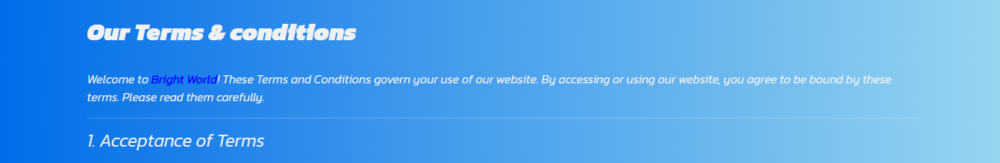 Our Terms & conditions
Welcome to Bright World! These Terms and Conditions govern your use of our website. By accessing or using our website, you agree to be bound by these
terms. Please read them carefully.
1. Acceptance of Terms